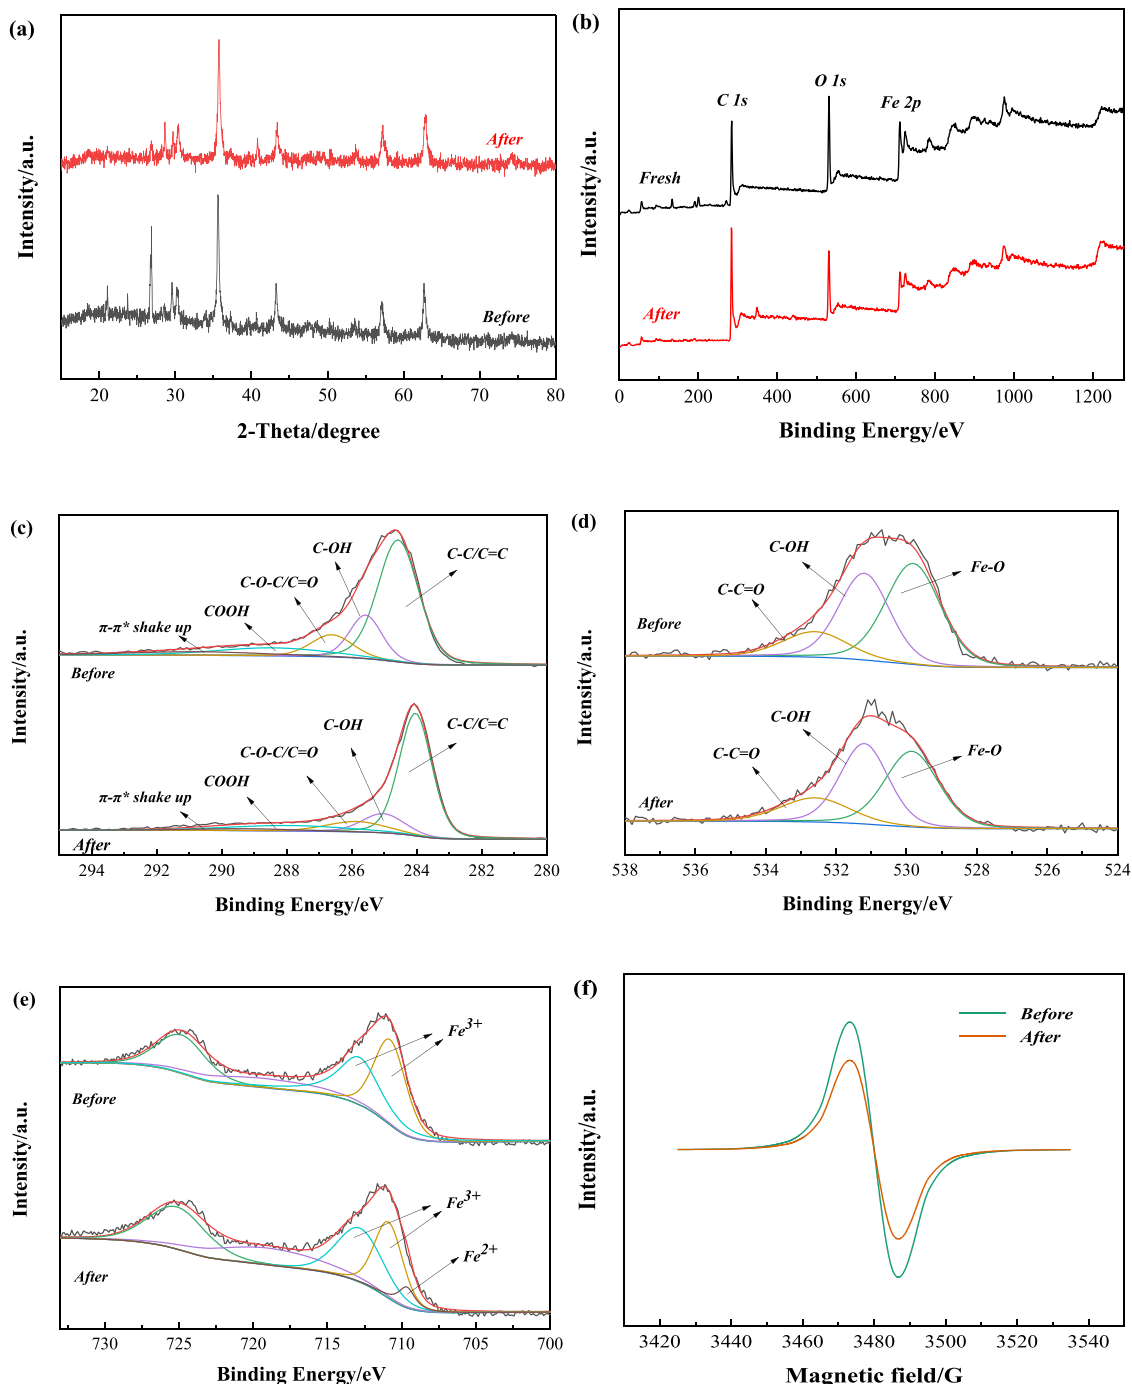 (a)
After
Before
Intensity/a.u.
20 30 40 50 60 70 80
2-Theta/degree
(b)
C 1s
O 1s
Fe 2p
Fresh
After
Intensity/a.u.
0 200 400 600 800 1000 1200
Binding Energy/eV
(c)
C-OH
C-C/C=C
C-O-C/C=O
COOH
π-π* shake up
Before
C-OH
C-C/C=C
C-O-C/C=O
COOH
π-π* shake up
After
Intensity/a.u.
294 292 290 288 286 284 282 280
Binding Energy/eV
(d)
C-OH
Fe-O
C-C=O
Before
C-OH
Fe-O
C-C=O
After
Intensity/a.u.
538 536 534 532 530 528 526 524
Binding Energy/eV
(e)
Fe3+
Before
Fe3+
Fe2+
After
Intensity/a.u.
730 725 720 713 710 705 700
Binding Energy/eV
(f)
Before
After
Intensity/a.u.
3420 3440 3460 3480 3500 3520 3540
Magnetic field/G